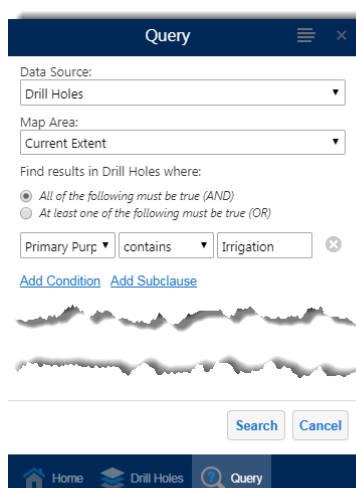 Query
Data Source:
Drill Holes
Map Area:
Current Extent
Find results in Drill Holes where:
All of the following must be true (AND)
At least one of the following must be true (OR)
Primary Purp contains Irrigation
Add Condition Add Subclause
Search Cancel
Home Drill Holes Query